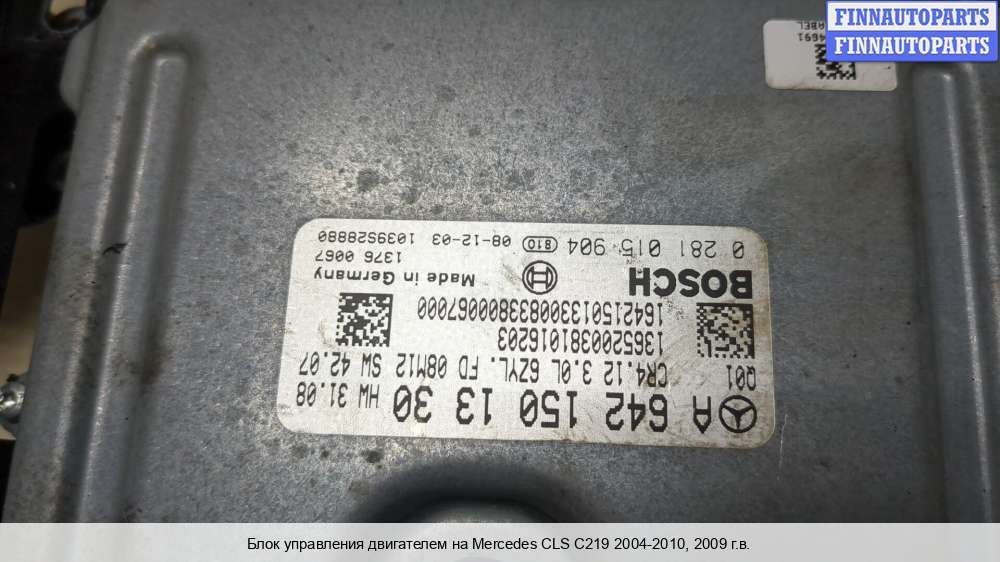 FINNAUTOPARTS
FINNAUTOPARTS
4691
A 642 150 13 30 HW 31.08
Q01 CR4.12 3.0L 6ZYL. FD 08M12 SW 42.07
1365200381016203
BOSCH
Made in Germany
1376 0067
0 281 015 904 810 08-12-03 1039S28880
Блок управления двигателем на Mercedes CLS C219 2004-2010, 2009 г.в.